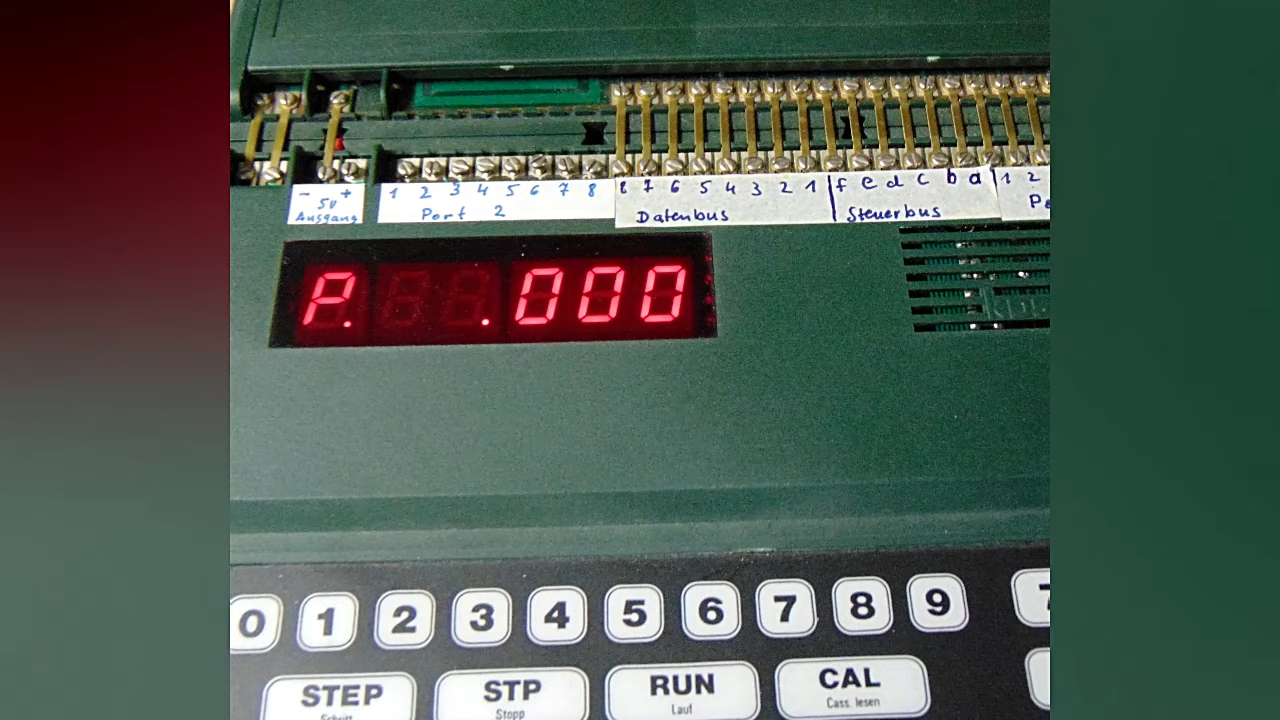 - 5V +
Ausgang
1 2 3 4 5 6 7 8
Port 2
8 7 6 5 4 3 2 1
Datenbus
f e d c b a
Steuerbus
1 2
P. .000
0 1 2 3 4 5 6 7 8 9 7
STEP
Schritt
STP
Stopp
RUN
Lauf
CAL
Cass. lesen